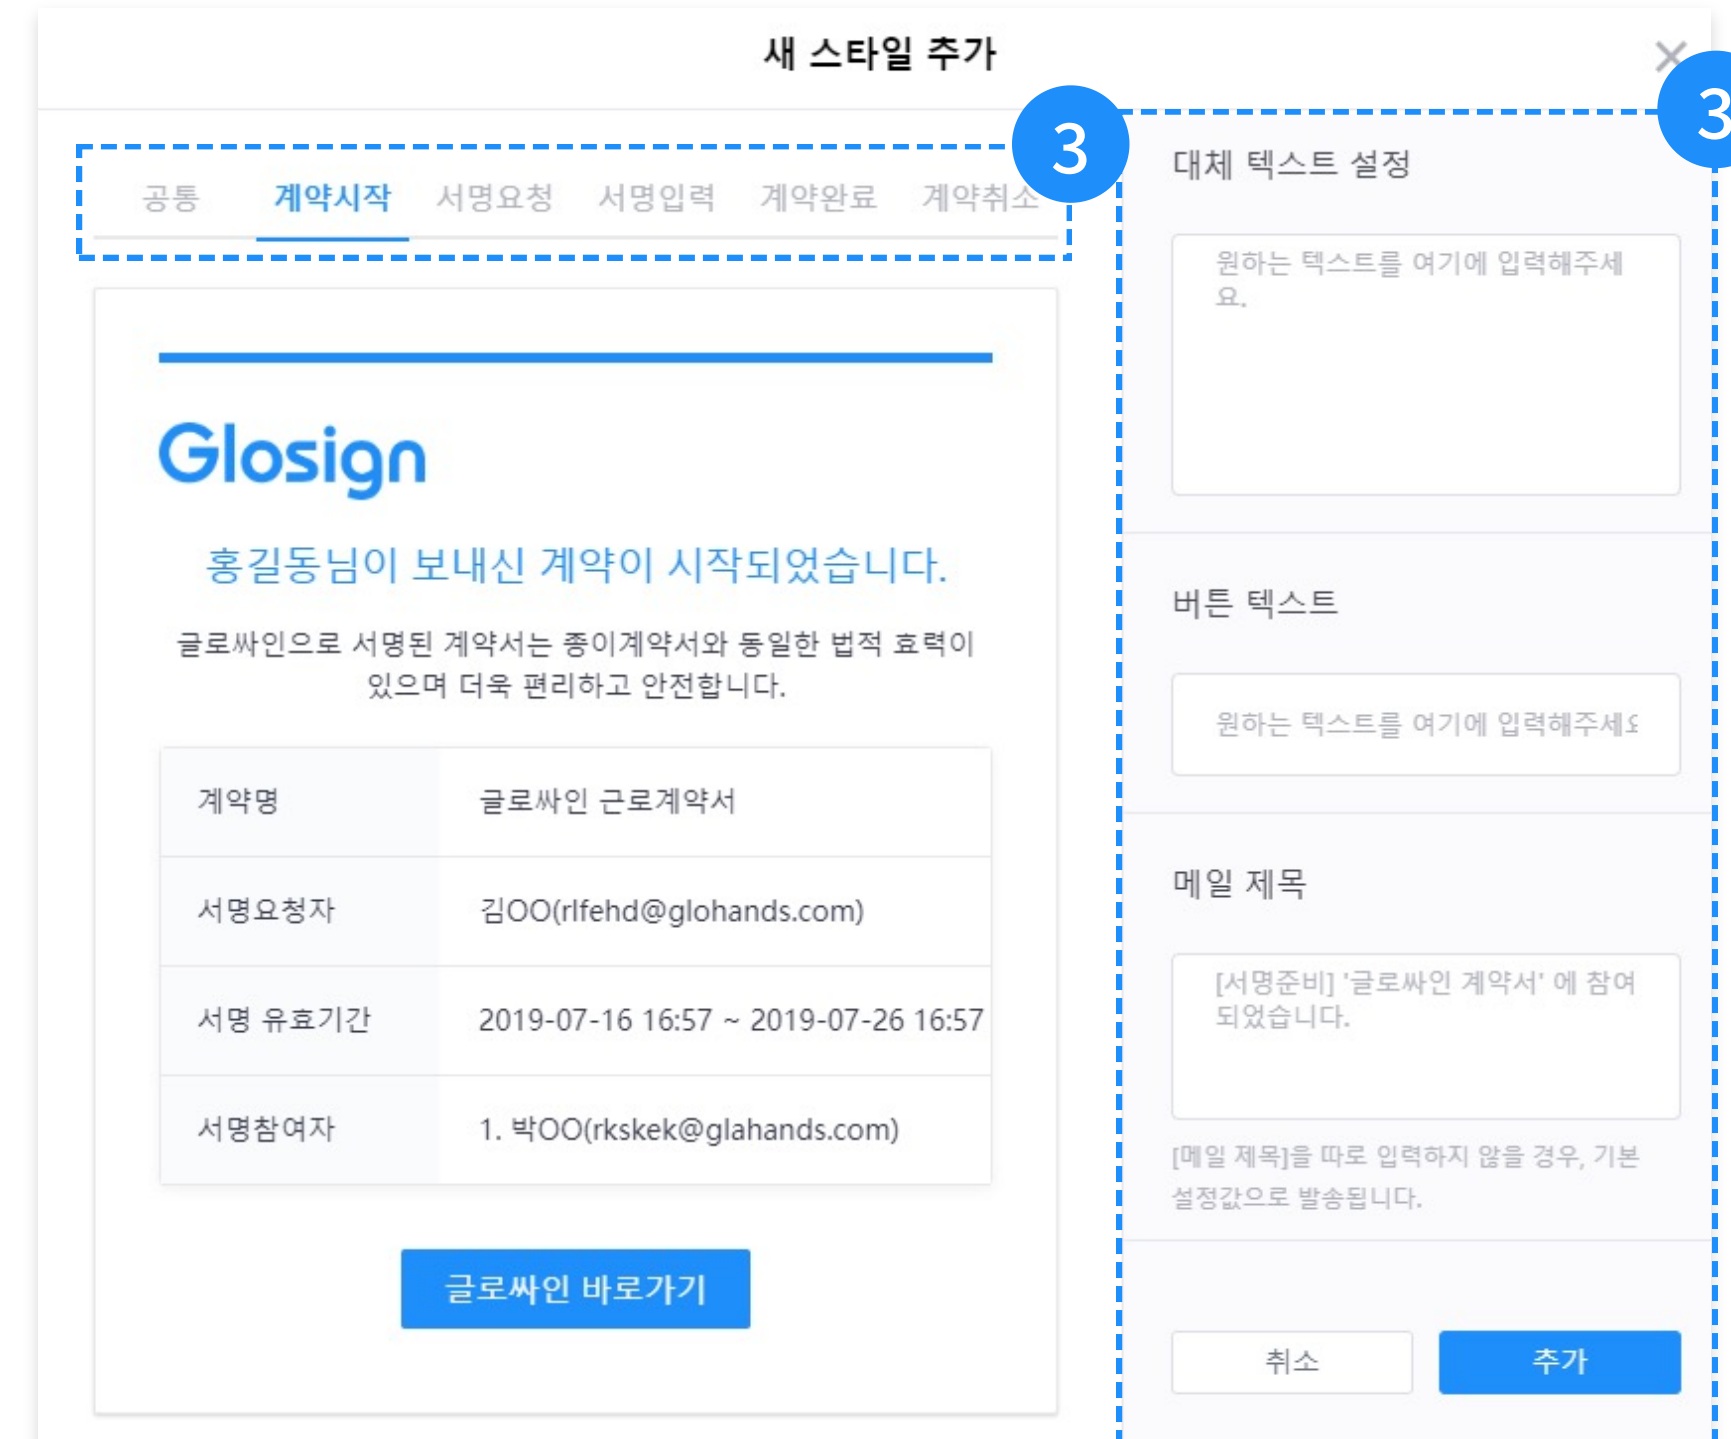 새 스타일 추가
3
3
공통 계약시작 서명요청 서명입력 계약완료 계약취소
Glosign
홍길동님이 보내신 계약이 시작되었습니다.
글로싸인으로 서명된 계약서는 종이계약서와 동일한 법적 효력이
있으며 더욱 편리하고 안전합니다.
계약명 글로싸인 근로계약서
서명요청자 김OO(rlfehd@glohands.com)
서명 유효기간 2019-07-16 16:57 ~ 2019-07-26 16:57
서명참여자 1. 박OO(rkskek@glahands.com)
글로싸인 바로가기
대체 텍스트 설정
원하는 텍스트를 여기에 입력해주세
요.
버튼 텍스트
원하는 텍스트를 여기에 입력해주세요
메일 제목
[서명준비] '글로싸인 계약서' 에 참여
되었습니다.
[메일 제목]을 따로 입력하지 않을 경우, 기본
설정값으로 발송됩니다.
취소 추가